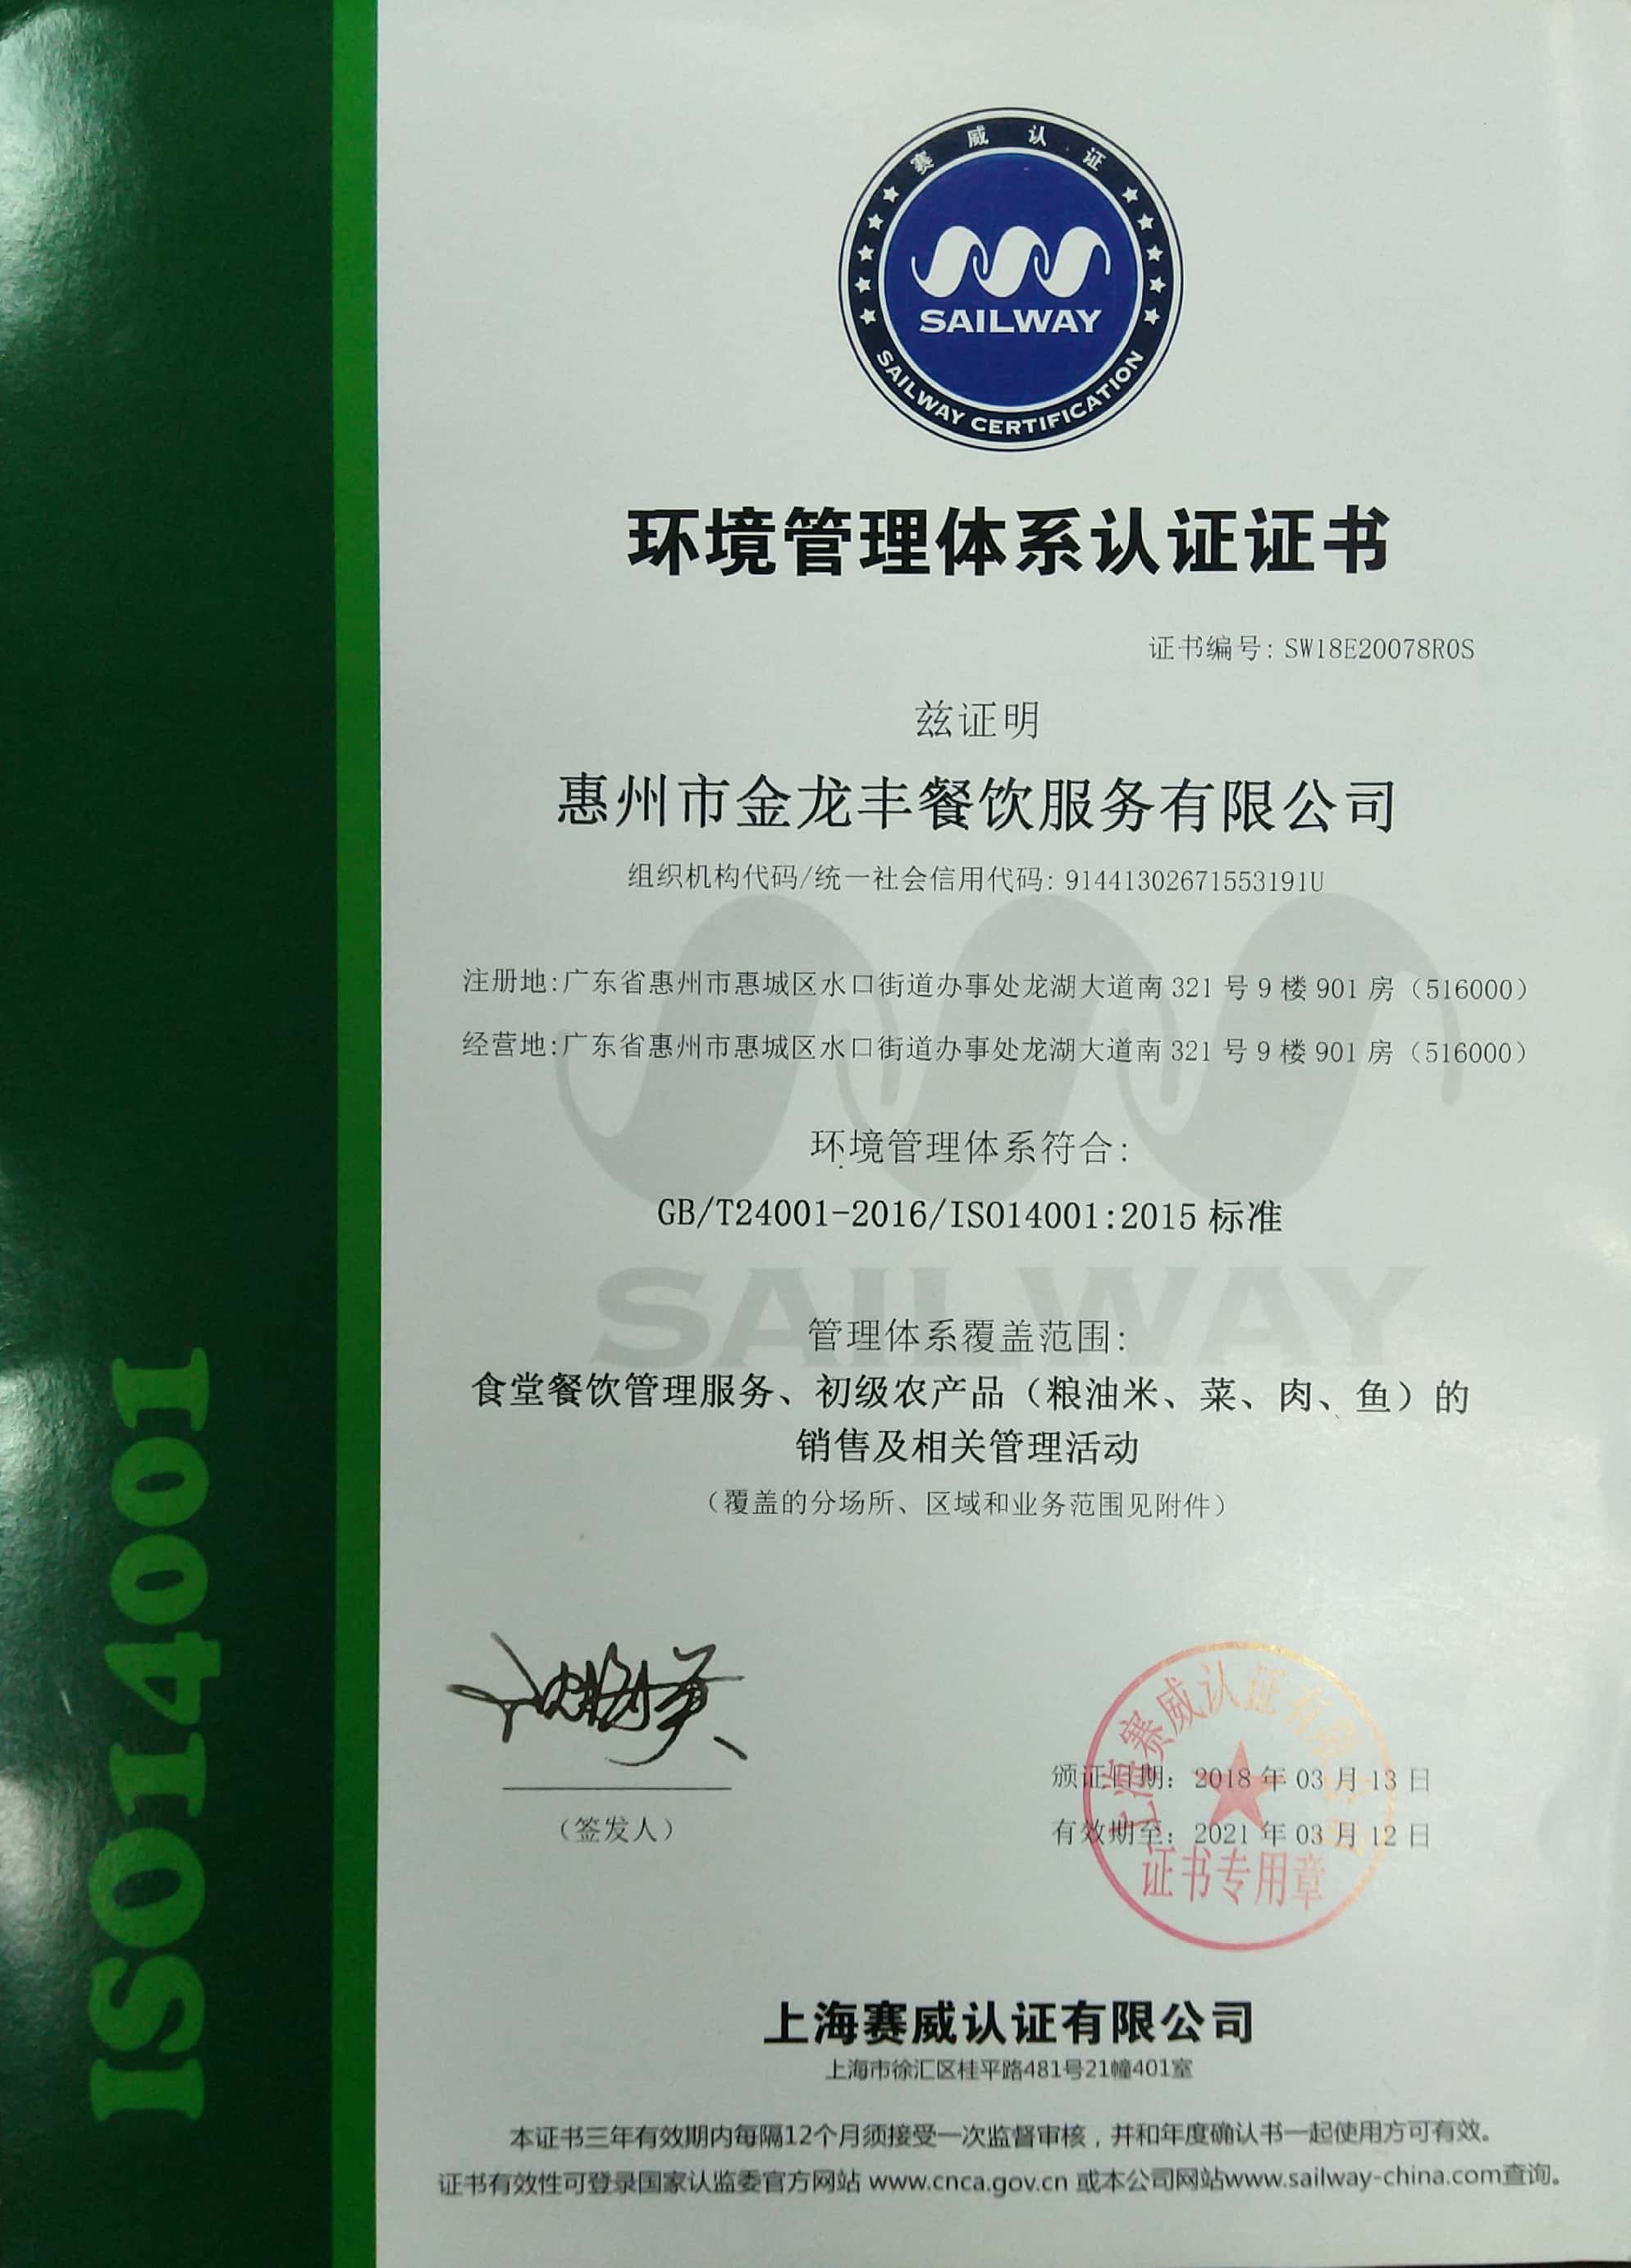 赛威认证
SAILWAY
SAILWAY CERTIFICATION
环境管理体系认证证书
证书编号: SW18E20078R0S
兹证明
惠州市金龙丰餐饮服务有限公司
组织机构代码/统一社会信用代码: 91441302671553191U
注册地:广东省惠州市惠城区水口街道办事处龙湖大道南 321 号 9 楼 901 房（516000）
经营地:广东省惠州市惠城区水口街道办事处龙湖大道南 321 号 9 楼 901 房（516000）
环境管理体系符合:
GB/T24001-2016/ISO14001:2015 标准
SAILWAY
管理体系覆盖范围:
食堂餐饮管理服务、初级农产品（粮油米、菜、肉、鱼）的
销售及相关管理活动
（覆盖的分场所、区域和业务范围见附件）
（签发人）
颁证日期: 2018 年 03 月 13 日
有效期至: 2021 年 03 月 12 日
上海赛威认证有限公司
证书专用章
上海赛威认证有限公司
上海市徐汇区桂平路481号21幢401室
本证书三年有效期内每隔12个月须接受一次监督审核，并和年度确认书一起使用方可有效。
证书有效性可登录国家认监委官方网站 www.cnca.gov.cn 或本公司网站www.sailway-china.com查询。
ISO14001